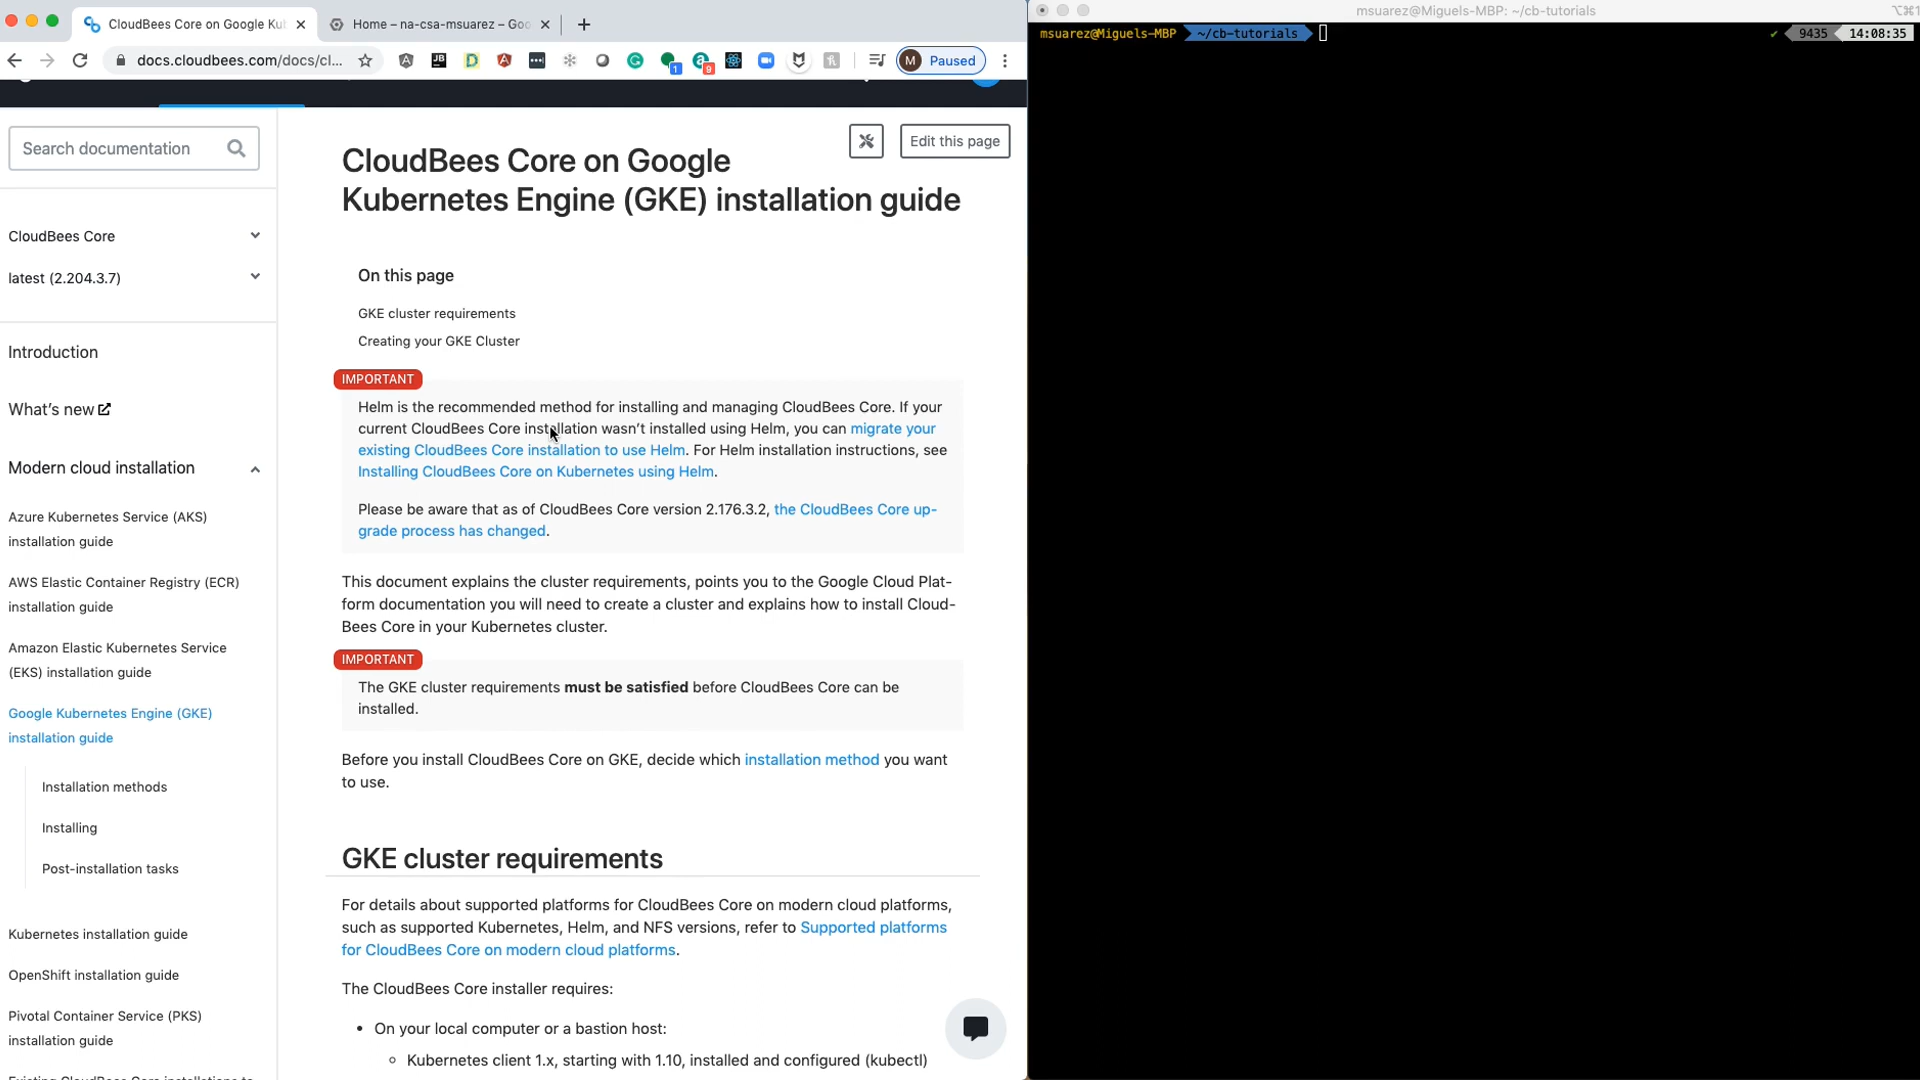 CloudBees Core on Google Kub
Home – na-csa-msuarez – Goo
docs.cloudbees.com/docs/cl...
JB
D
1
9
M Paused
Search documentation
CloudBees Core
latest (2.204.3.7)
Introduction
What's new
Modern cloud installation
Azure Kubernetes Service (AKS)
installation guide
AWS Elastic Container Registry (ECR)
installation guide
Amazon Elastic Kubernetes Service
(EKS) installation guide
Google Kubernetes Engine (GKE)
installation guide
Installation methods
Installing
Post-installation tasks
Kubernetes installation guide
OpenShift installation guide
Pivotal Container Service (PKS)
installation guide
Existing CloudBees Core installations to
Edit this page
CloudBees Core on Google
Kubernetes Engine (GKE) installation guide
On this page
GKE cluster requirements
Creating your GKE Cluster
IMPORTANT
Helm is the recommended method for installing and managing CloudBees Core. If your
current CloudBees Core installation wasn't installed using Helm, you can migrate your
existing CloudBees Core installation to use Helm. For Helm installation instructions, see
Installing CloudBees Core on Kubernetes using Helm.
Please be aware that as of CloudBees Core version 2.176.3.2, the CloudBees Core up-
grade process has changed.
This document explains the cluster requirements, points you to the Google Cloud Plat-
form documentation you will need to create a cluster and explains how to install Cloud-
Bees Core in your Kubernetes cluster.
IMPORTANT
The GKE cluster requirements must be satisfied before CloudBees Core can be
installed.
Before you install CloudBees Core on GKE, decide which installation method you want
to use.
GKE cluster requirements
For details about supported platforms for CloudBees Core on modern cloud platforms,
such as supported Kubernetes, Helm, and NFS versions, refer to Supported platforms
for CloudBees Core on modern cloud platforms.
The CloudBees Core installer requires:
• On your local computer or a bastion host:
◦ Kubernetes client 1.x, starting with 1.10, installed and configured (kubectl)
msuarez@Miguels-MBP: ~/cb-tutorials
⌥⌘1
msuarez@Miguels-MBP ~/cb-tutorials
✔ 9435 14:08:35